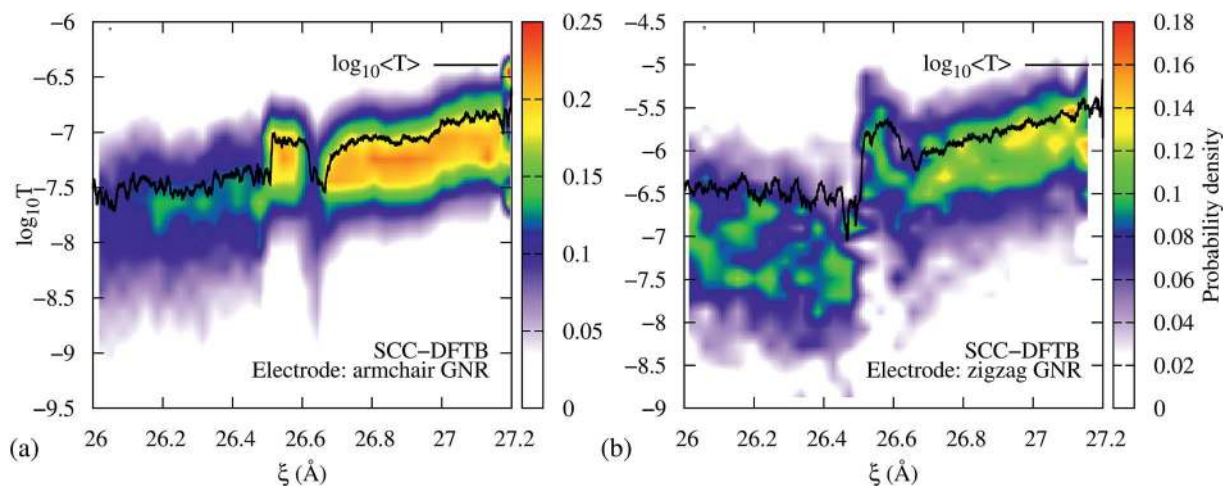 -6
-6.5
-7
-7.5
-8
-8.5
-9
-9.5
log₁₀T
log₁₀<T>
SCC−DFTB
Electrode: armchair GNR
26 26.2 26.4 26.6 26.8 27 27.2
(a)
ξ (Å)
0.25
0.2
0.15
0.1
0.05
0
-4.5
-5
-5.5
-6
-6.5
-7
-7.5
-8
-8.5
-9
log₁₀<T>
SCC−DFTB
Electrode: zigzag GNR
26 26.2 26.4 26.6 26.8 27 27.2
(b)
ξ (Å)
0.18
0.16
0.14
0.12
0.1
0.08
0.06
0.04
0.02
0
Probability density